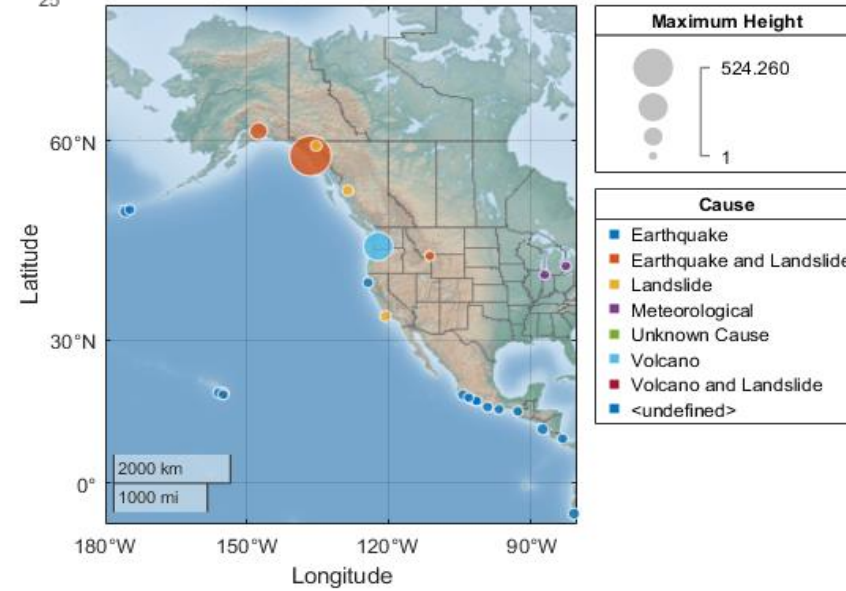 Maximum Height
524.260
1
60°N
30°N
0°
Latitude
2000 km
1000 mi
180°W
150°W
120°W
90°W
Longitude
Cause
Earthquake
Earthquake and Landslide
Landslide
Meteorological
Unknown Cause
Volcano
Volcano and Landslide
<undefined>